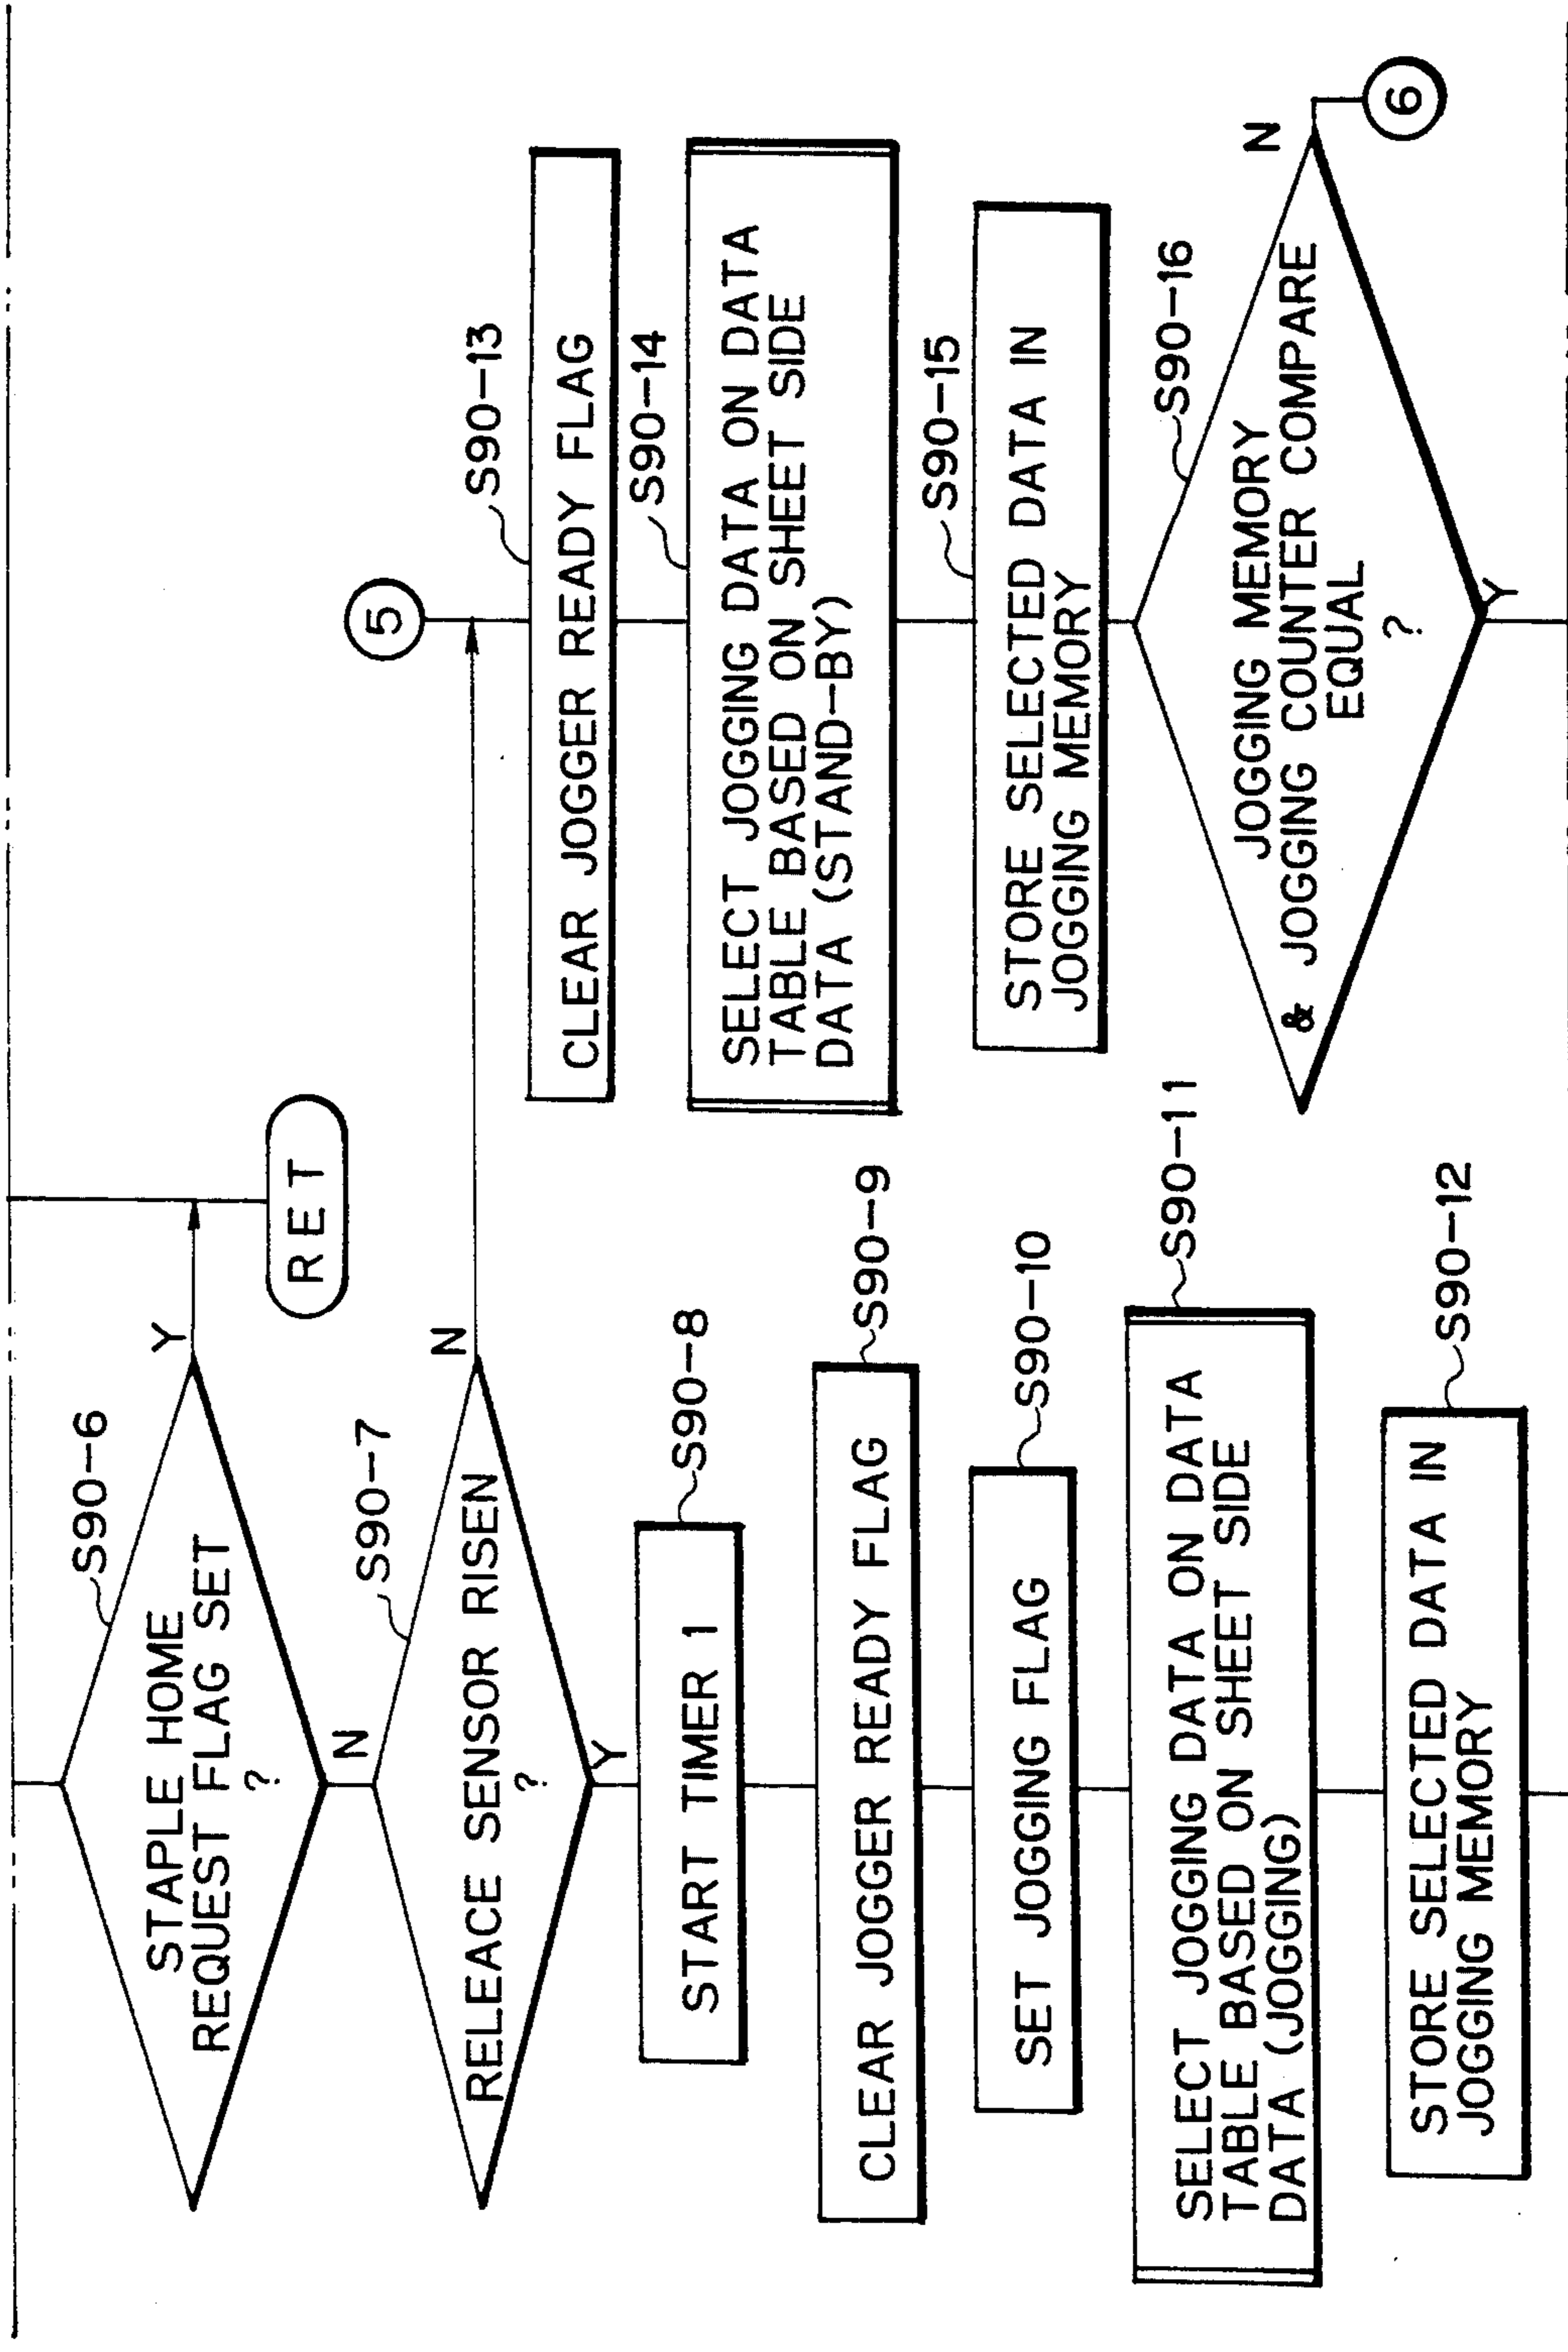 S90-6
STAPLE HOME
REQUEST FLAG SET
?
Y
N
RET
S90-7
RELEACE SENSOR RISEN
?
N
Y
S90-8
START TIMER 1
S90-9
CLEAR JOGGER READY FLAG
S90-10
SET JOGGING FLAG
S90-11
SELECT JOGGING DATA ON DATA
TABLE BASED ON SHEET SIDE
DATA (JOGGING)
S90-12
STORE SELECTED DATA IN
JOGGING MEMORY
5
S90-13
CLEAR JOGGER READY FLAG
S90-14
SELECT JOGGING DATA ON DATA
TABLE BASED ON SHEET SIDE
DATA (STAND-BY)
S90-15
STORE SELECTED DATA IN
JOGGING MEMORY
S90-16
JOGGING MEMORY
& JOGGING COUNTER COMPARE
EQUAL
?
N
6
Y